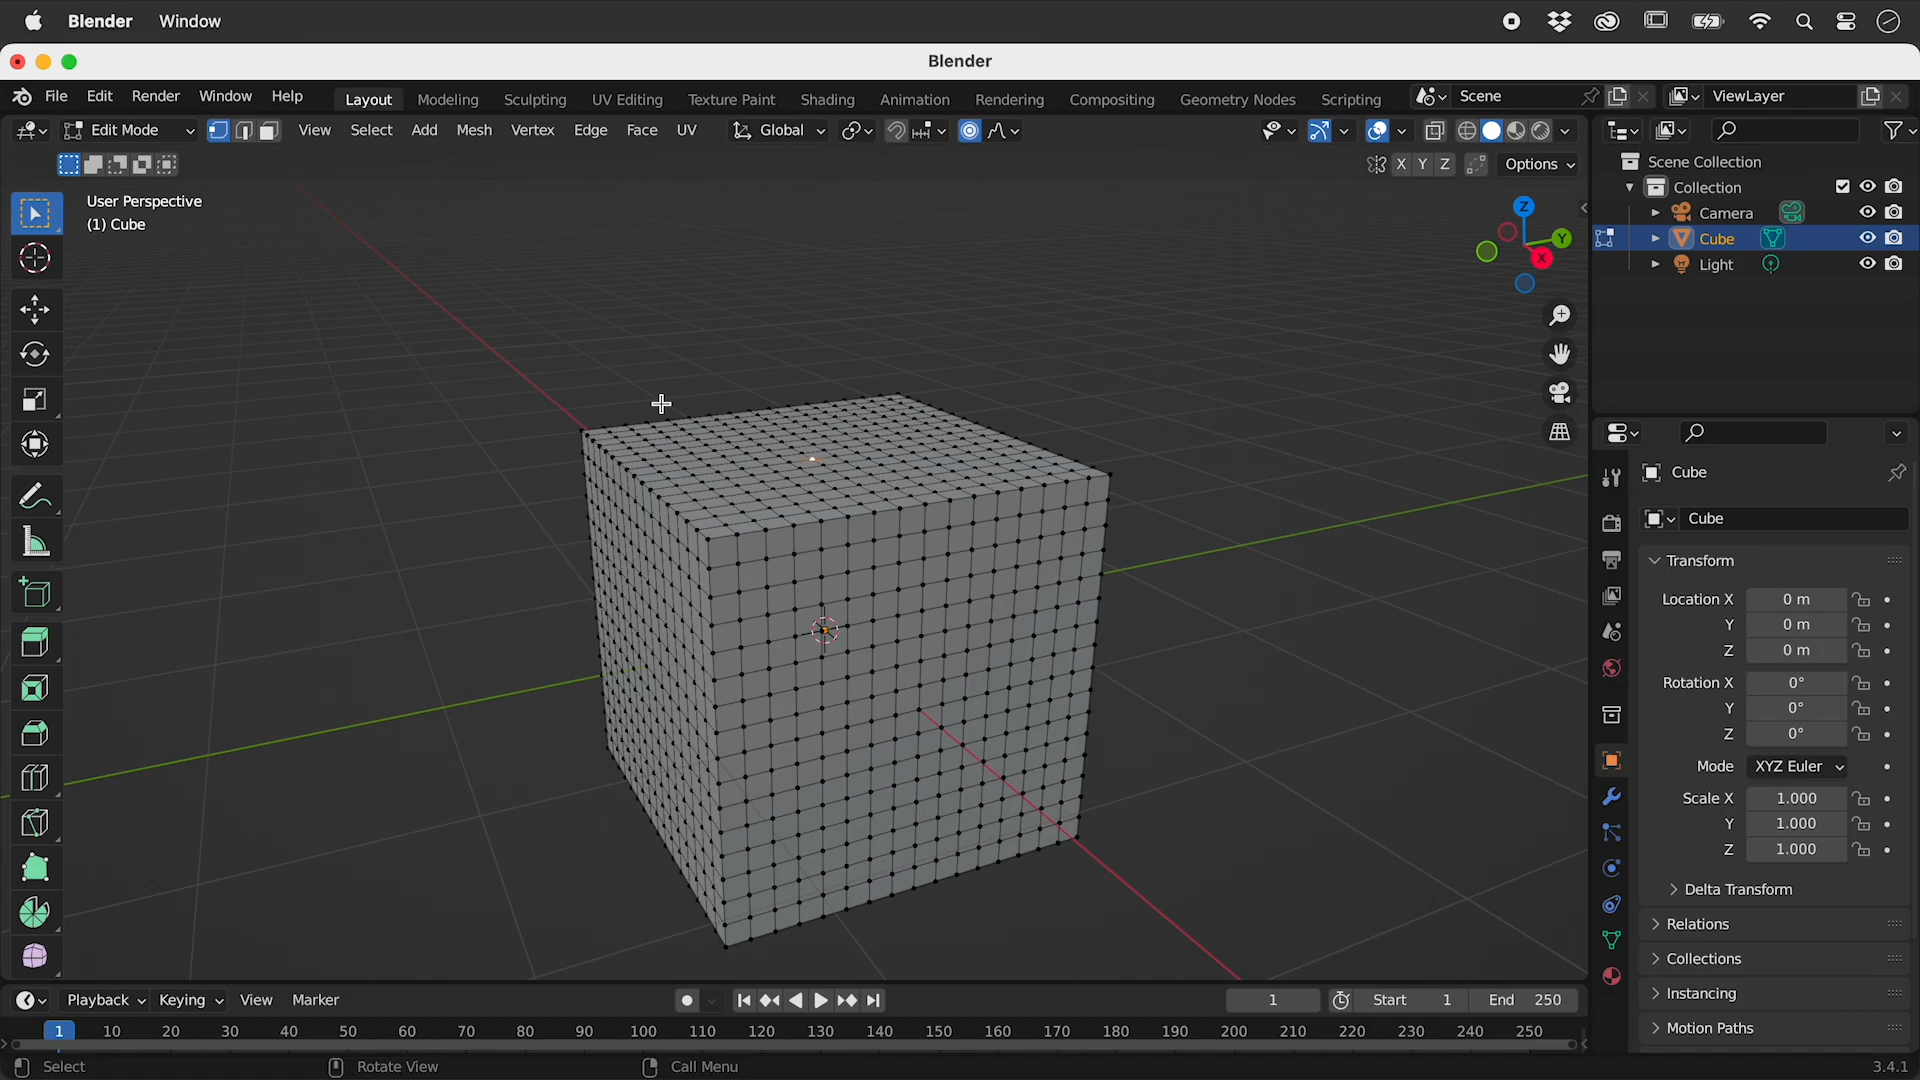 Blender Window
Blender
File Edit Render Window Help Layout Modeling Sculpting UV Editing Texture Paint Shading Animation Rendering Compositing Geometry Nodes Scripting Scene ViewLayer
Edit Mode View Select Add Mesh Vertex Edge Face UV Global
X Y Z Options
User Perspective
(1) Cube
Z
Y
X
Scene Collection
Collection
Camera
Cube
Light
Cube
Cube
Transform
Location X 0 m
Y 0 m
Z 0 m
Rotation X 0°
Y 0°
Z 0°
Mode XYZ Euler
Scale X 1.000
Y 1.000
Z 1.000
Delta Transform
Relations
Collections
Instancing
Motion Paths
Playback Keying View Marker 1 Start 1 End 250
1 10 20 30 40 50 60 70 80 90 100 110 120 130 140 150 160 170 180 190 200 210 220 230 240 250
Select Rotate View Call Menu 3.4.1